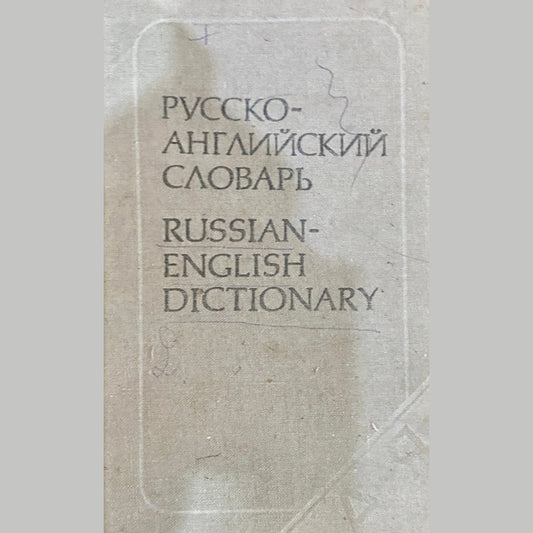 РУССКО-
АНГЛИЙСКИЙ
СЛОВАРЬ
RUSSIAN-
ENGLISH
DICTIONARY